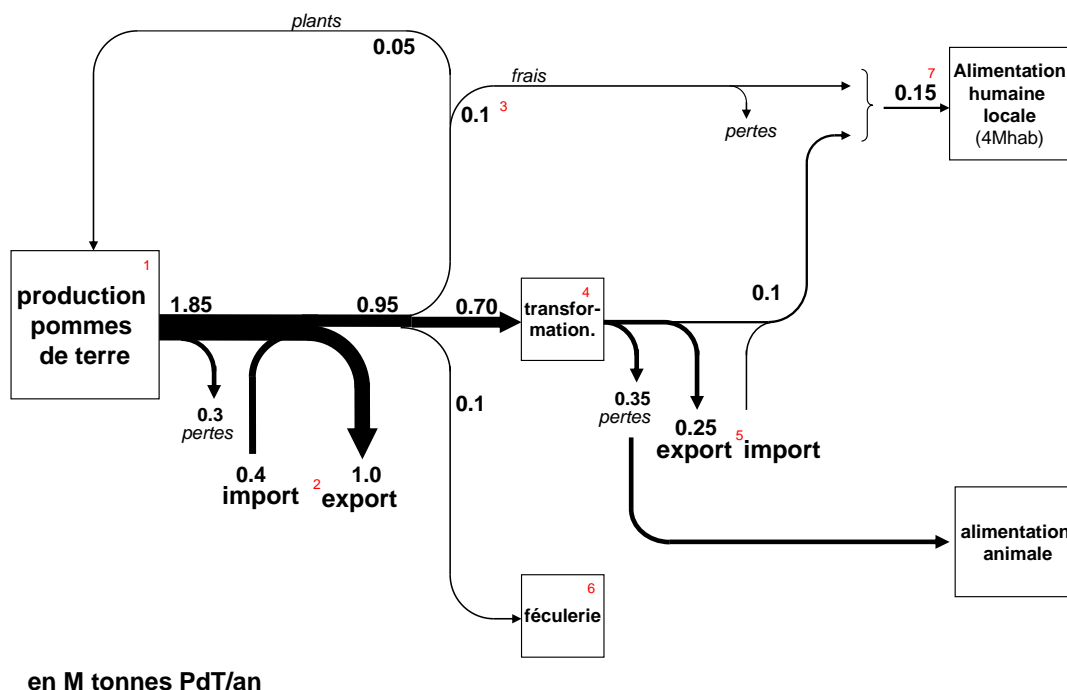 plants
0.05
frais
0.1 3
pertes
7
0.15
Alimentation
humaine
locale
(4Mhab)
1
production
pommes
de terre
1.85
0.95
0.70
4
transfor-
mation.
0.1
0.3
pertes
0.4
import
2
1.0
export
0.1
0.35
pertes
0.25
export
5
import
alimentation
animale
6
féculerie
en M tonnes PdT/an